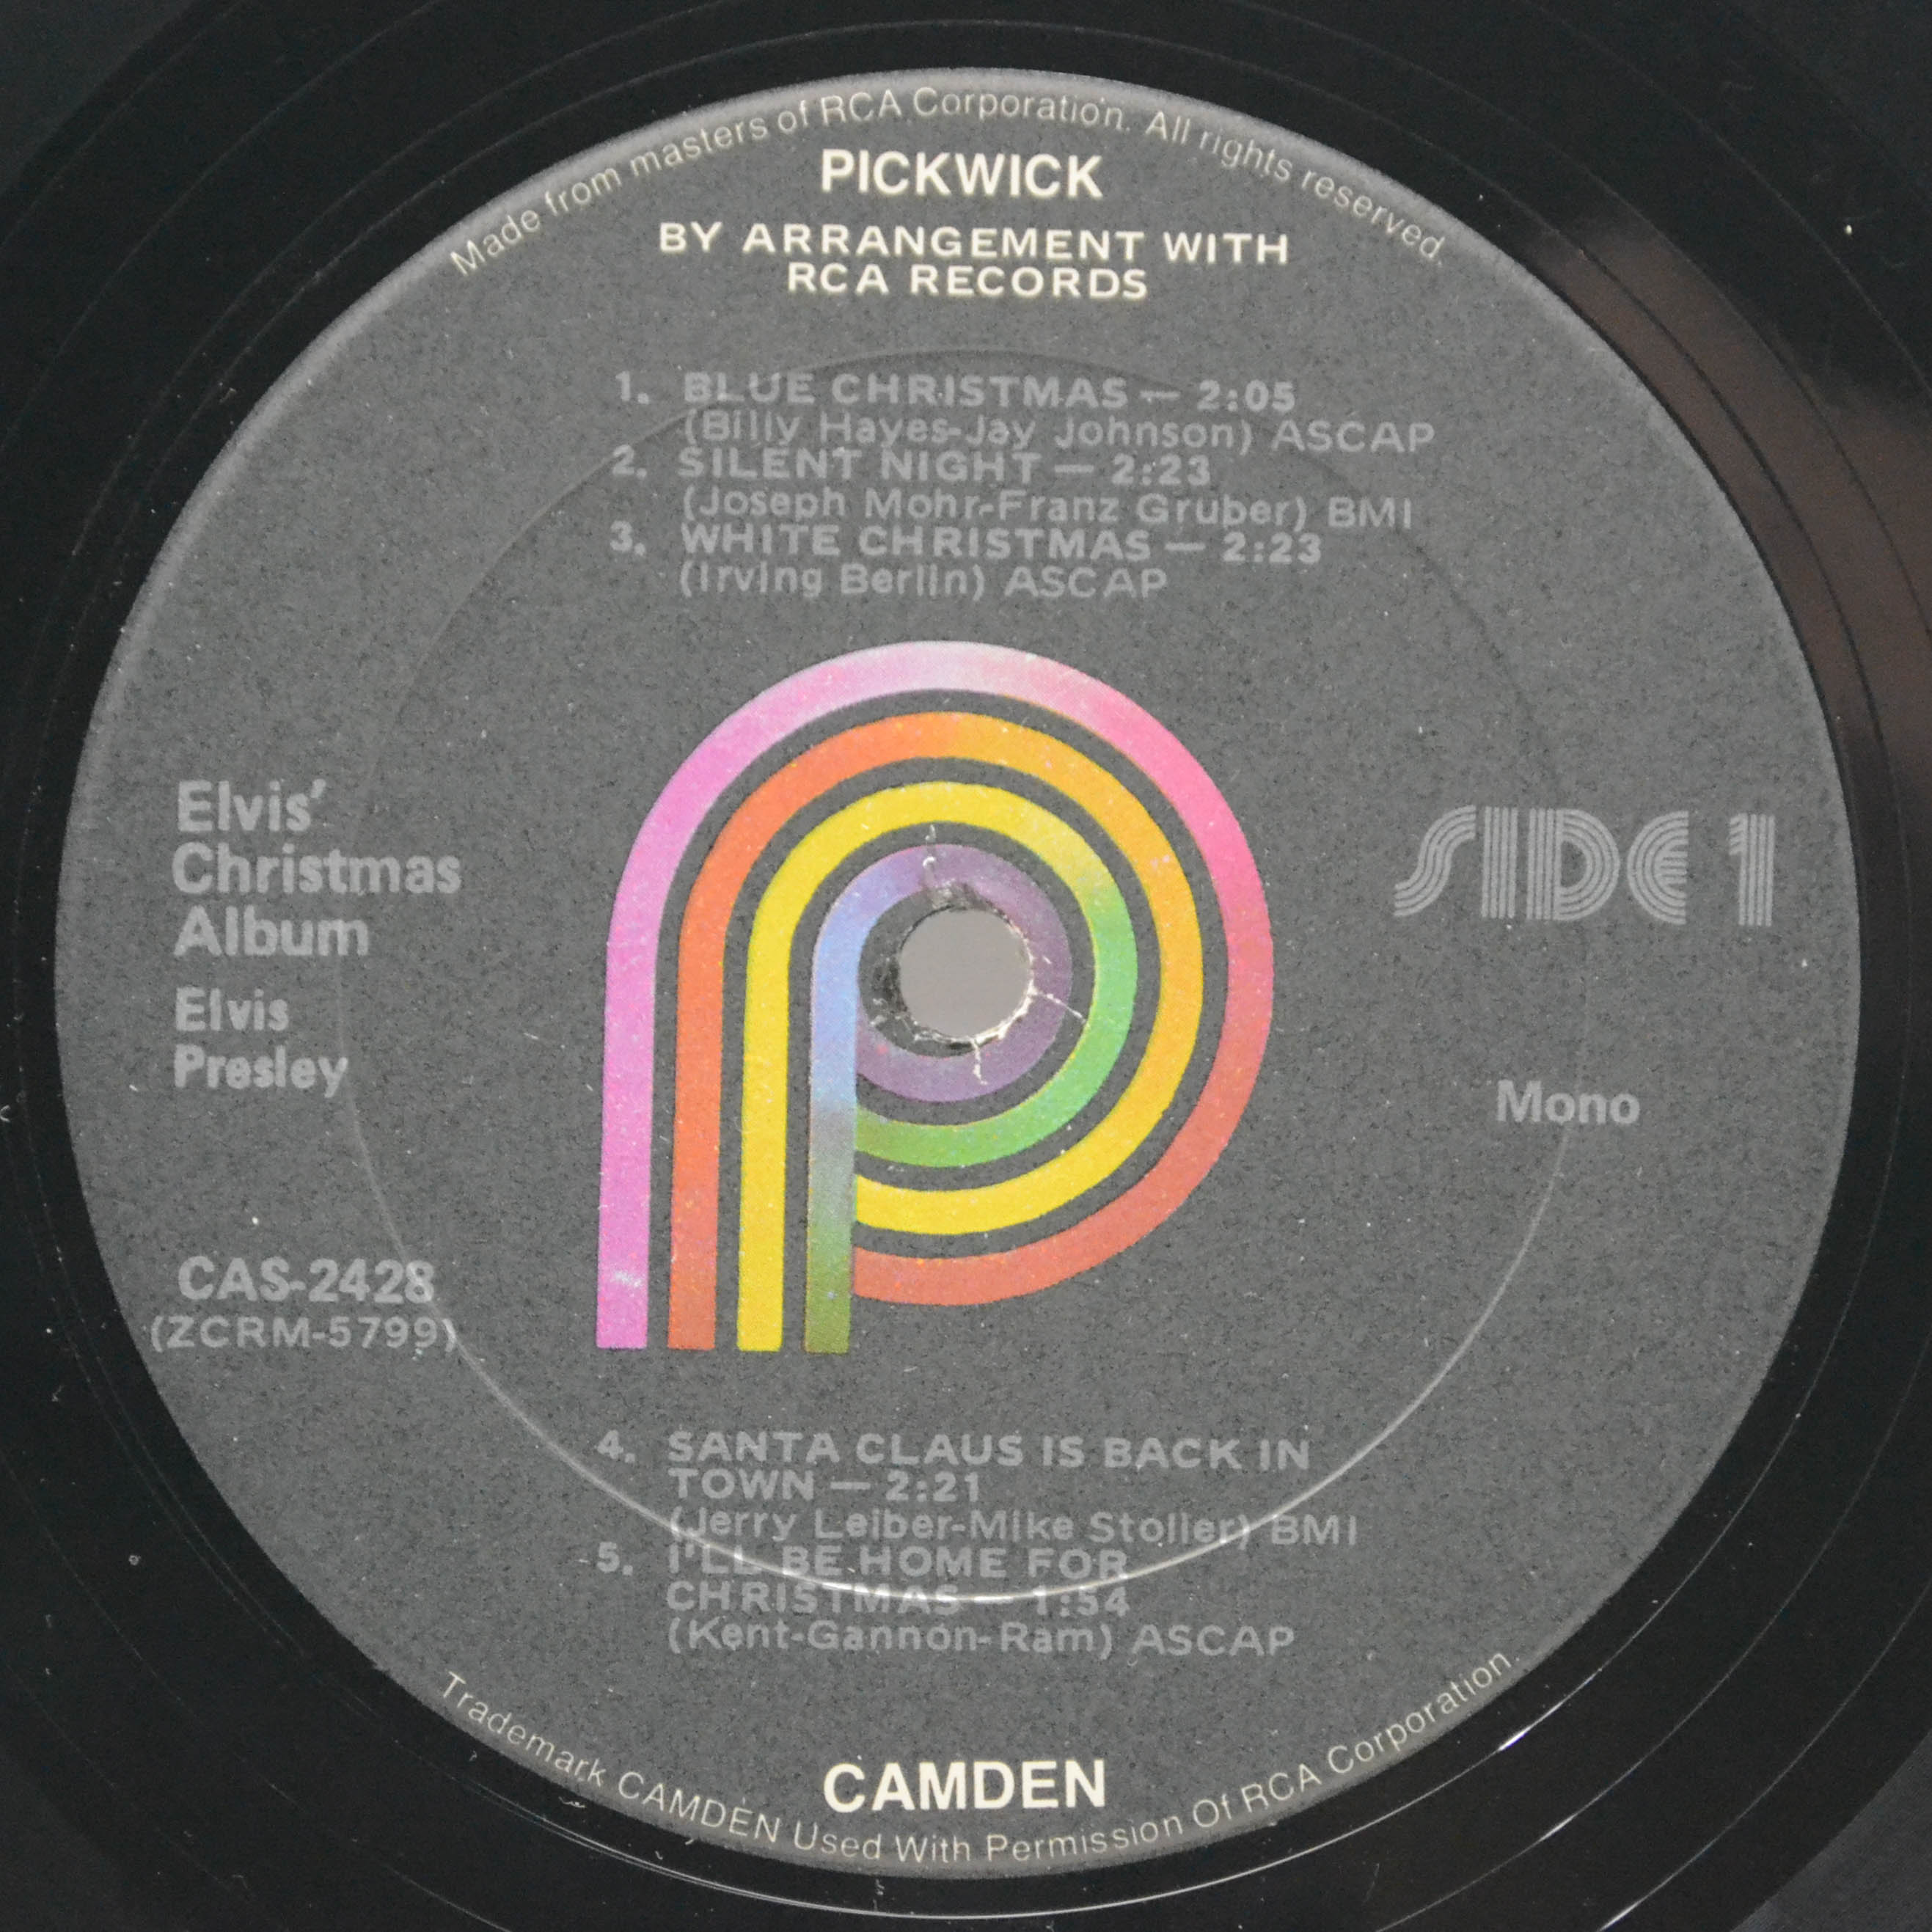 Made from masters of RCA Corporation. All rights reserved.
PICKWICK
BY ARRANGEMENT WITH
RCA RECORDS
1. BLUE CHRISTMAS — 2:05
(Billy Hayes-Jay Johnson) ASCAP
2. SILENT NIGHT — 2:23
(Joseph Mohr-Franz Gruber) BMI
3. WHITE CHRISTMAS — 2:23
(Irving Berlin) ASCAP
Elvis'
Christmas
Album
Elvis
Presley
SIDE 1
Mono
CAS-2428
(ZCRM-5799)
4. SANTA CLAUS IS BACK IN
TOWN — 2:21
(Jerry Leiber-Mike Stoller) BMI
5. I'LL BE HOME FOR
CHRISTMAS — 1:54
(Kent-Gannon-Ram) ASCAP
CAMDEN
Trademark CAMDEN Used With Permission Of RCA Corporation.